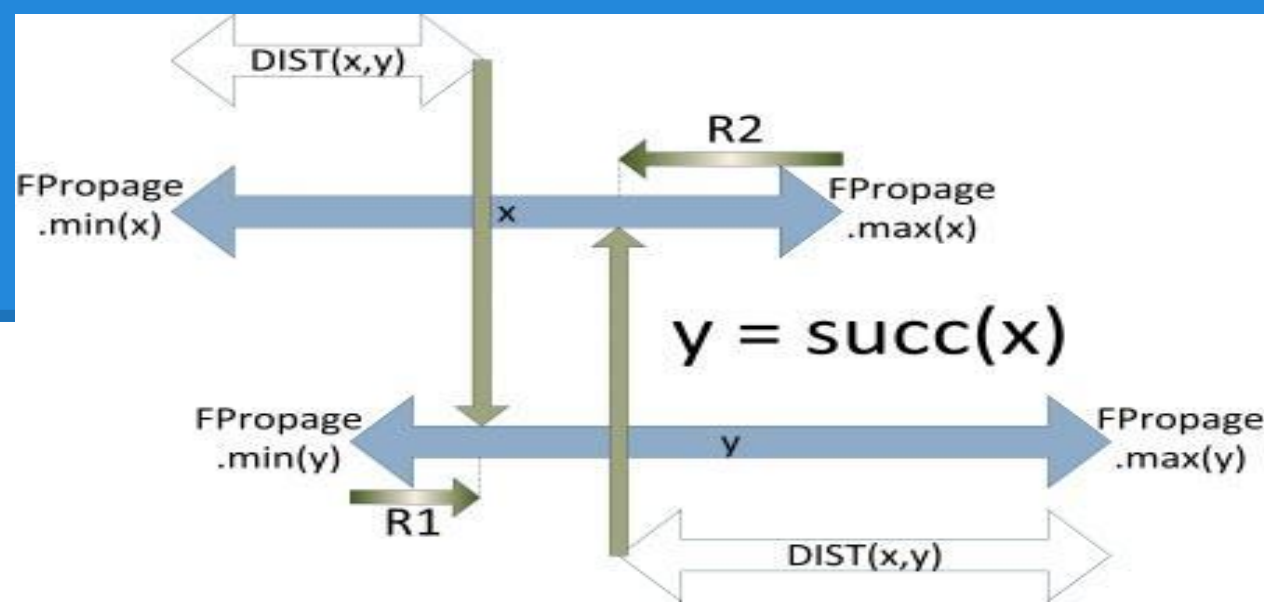 DIST(x,y)
R2
FPropage
.min(x)
x
FPropage
.max(x)
y = succ(x)
FPropage
.min(y)
y
FPropage
.max(y)
R1
DIST(x,y)